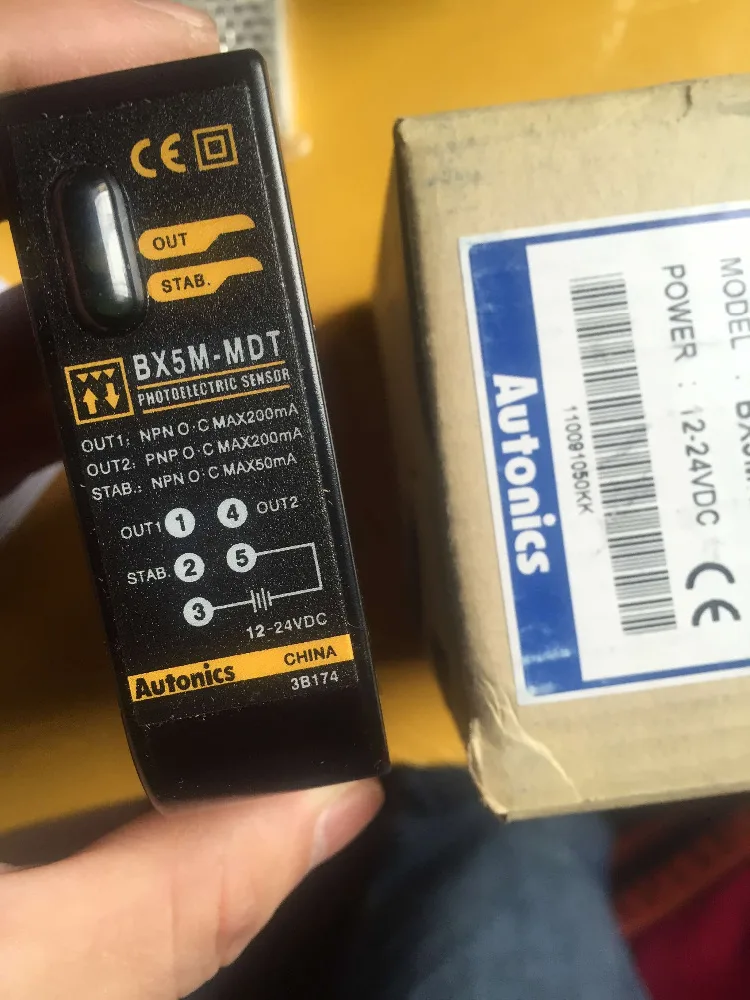 CE
OUT
STAB.
BX5M-MDT
PHOTOELECTRIC SENSOR
OUT1; NPN O·C MAX200mA
OUT2; PNP O·C MAX200mA
STAB.: NPN O·C MAX50mA
OUT1 1 4 OUT2
STAB. 2 5
3
12-24VDC
Autonics CHINA
3B174
MODEL :
POWER : 12-24VDC
CE
110091050KK
Autonics